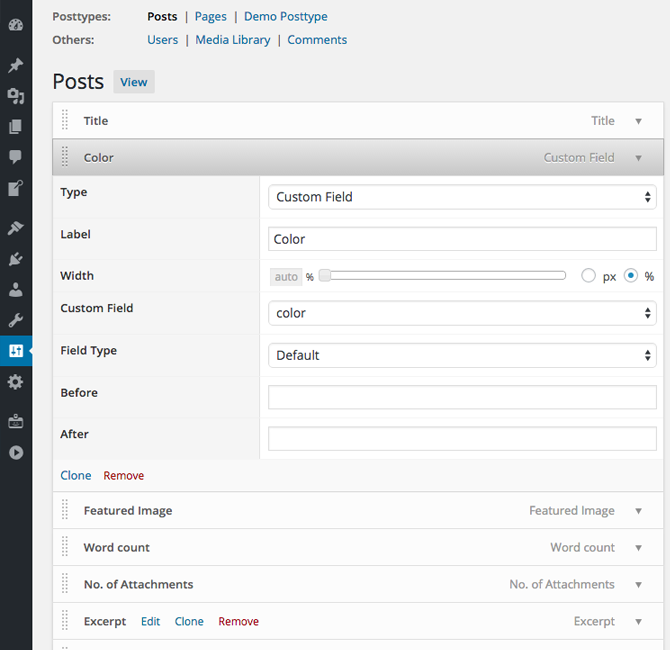 Posttypes: Posts | Pages | Demo Posttype
Others: Users | Media Library | Comments
Posts View
Title Title
Color Custom Field
Type Custom Field
Label Color
Width auto % px %
Custom Field color
Field Type Default
Before
After
Clone Remove
Featured Image Featured Image
Word count Word count
No. of Attachments No. of Attachments
Excerpt Edit Clone Remove Excerpt